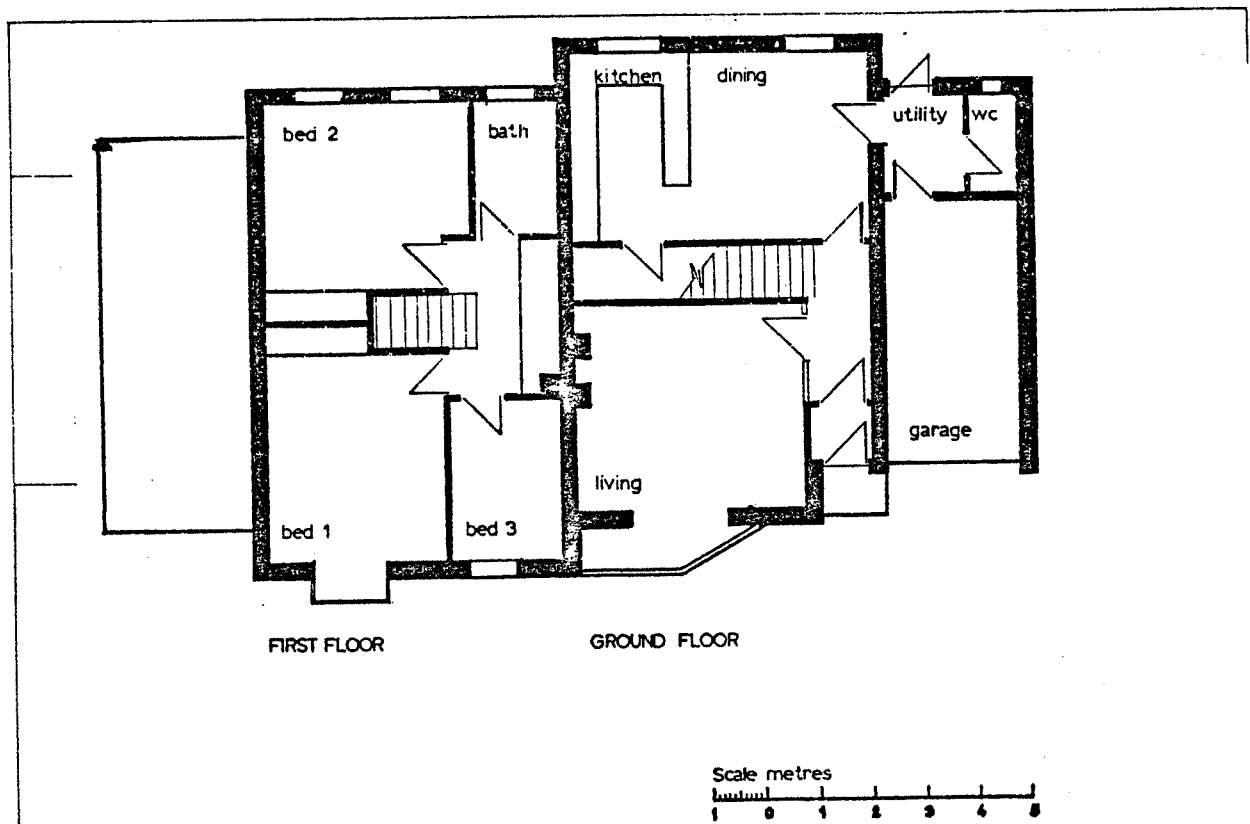 kitchen dining
bed 2 bath utility wc
garage
living
bed 1 bed 3
FIRST FLOOR GROUND FLOOR
Scale metres
1 0 1 2 3 4 5